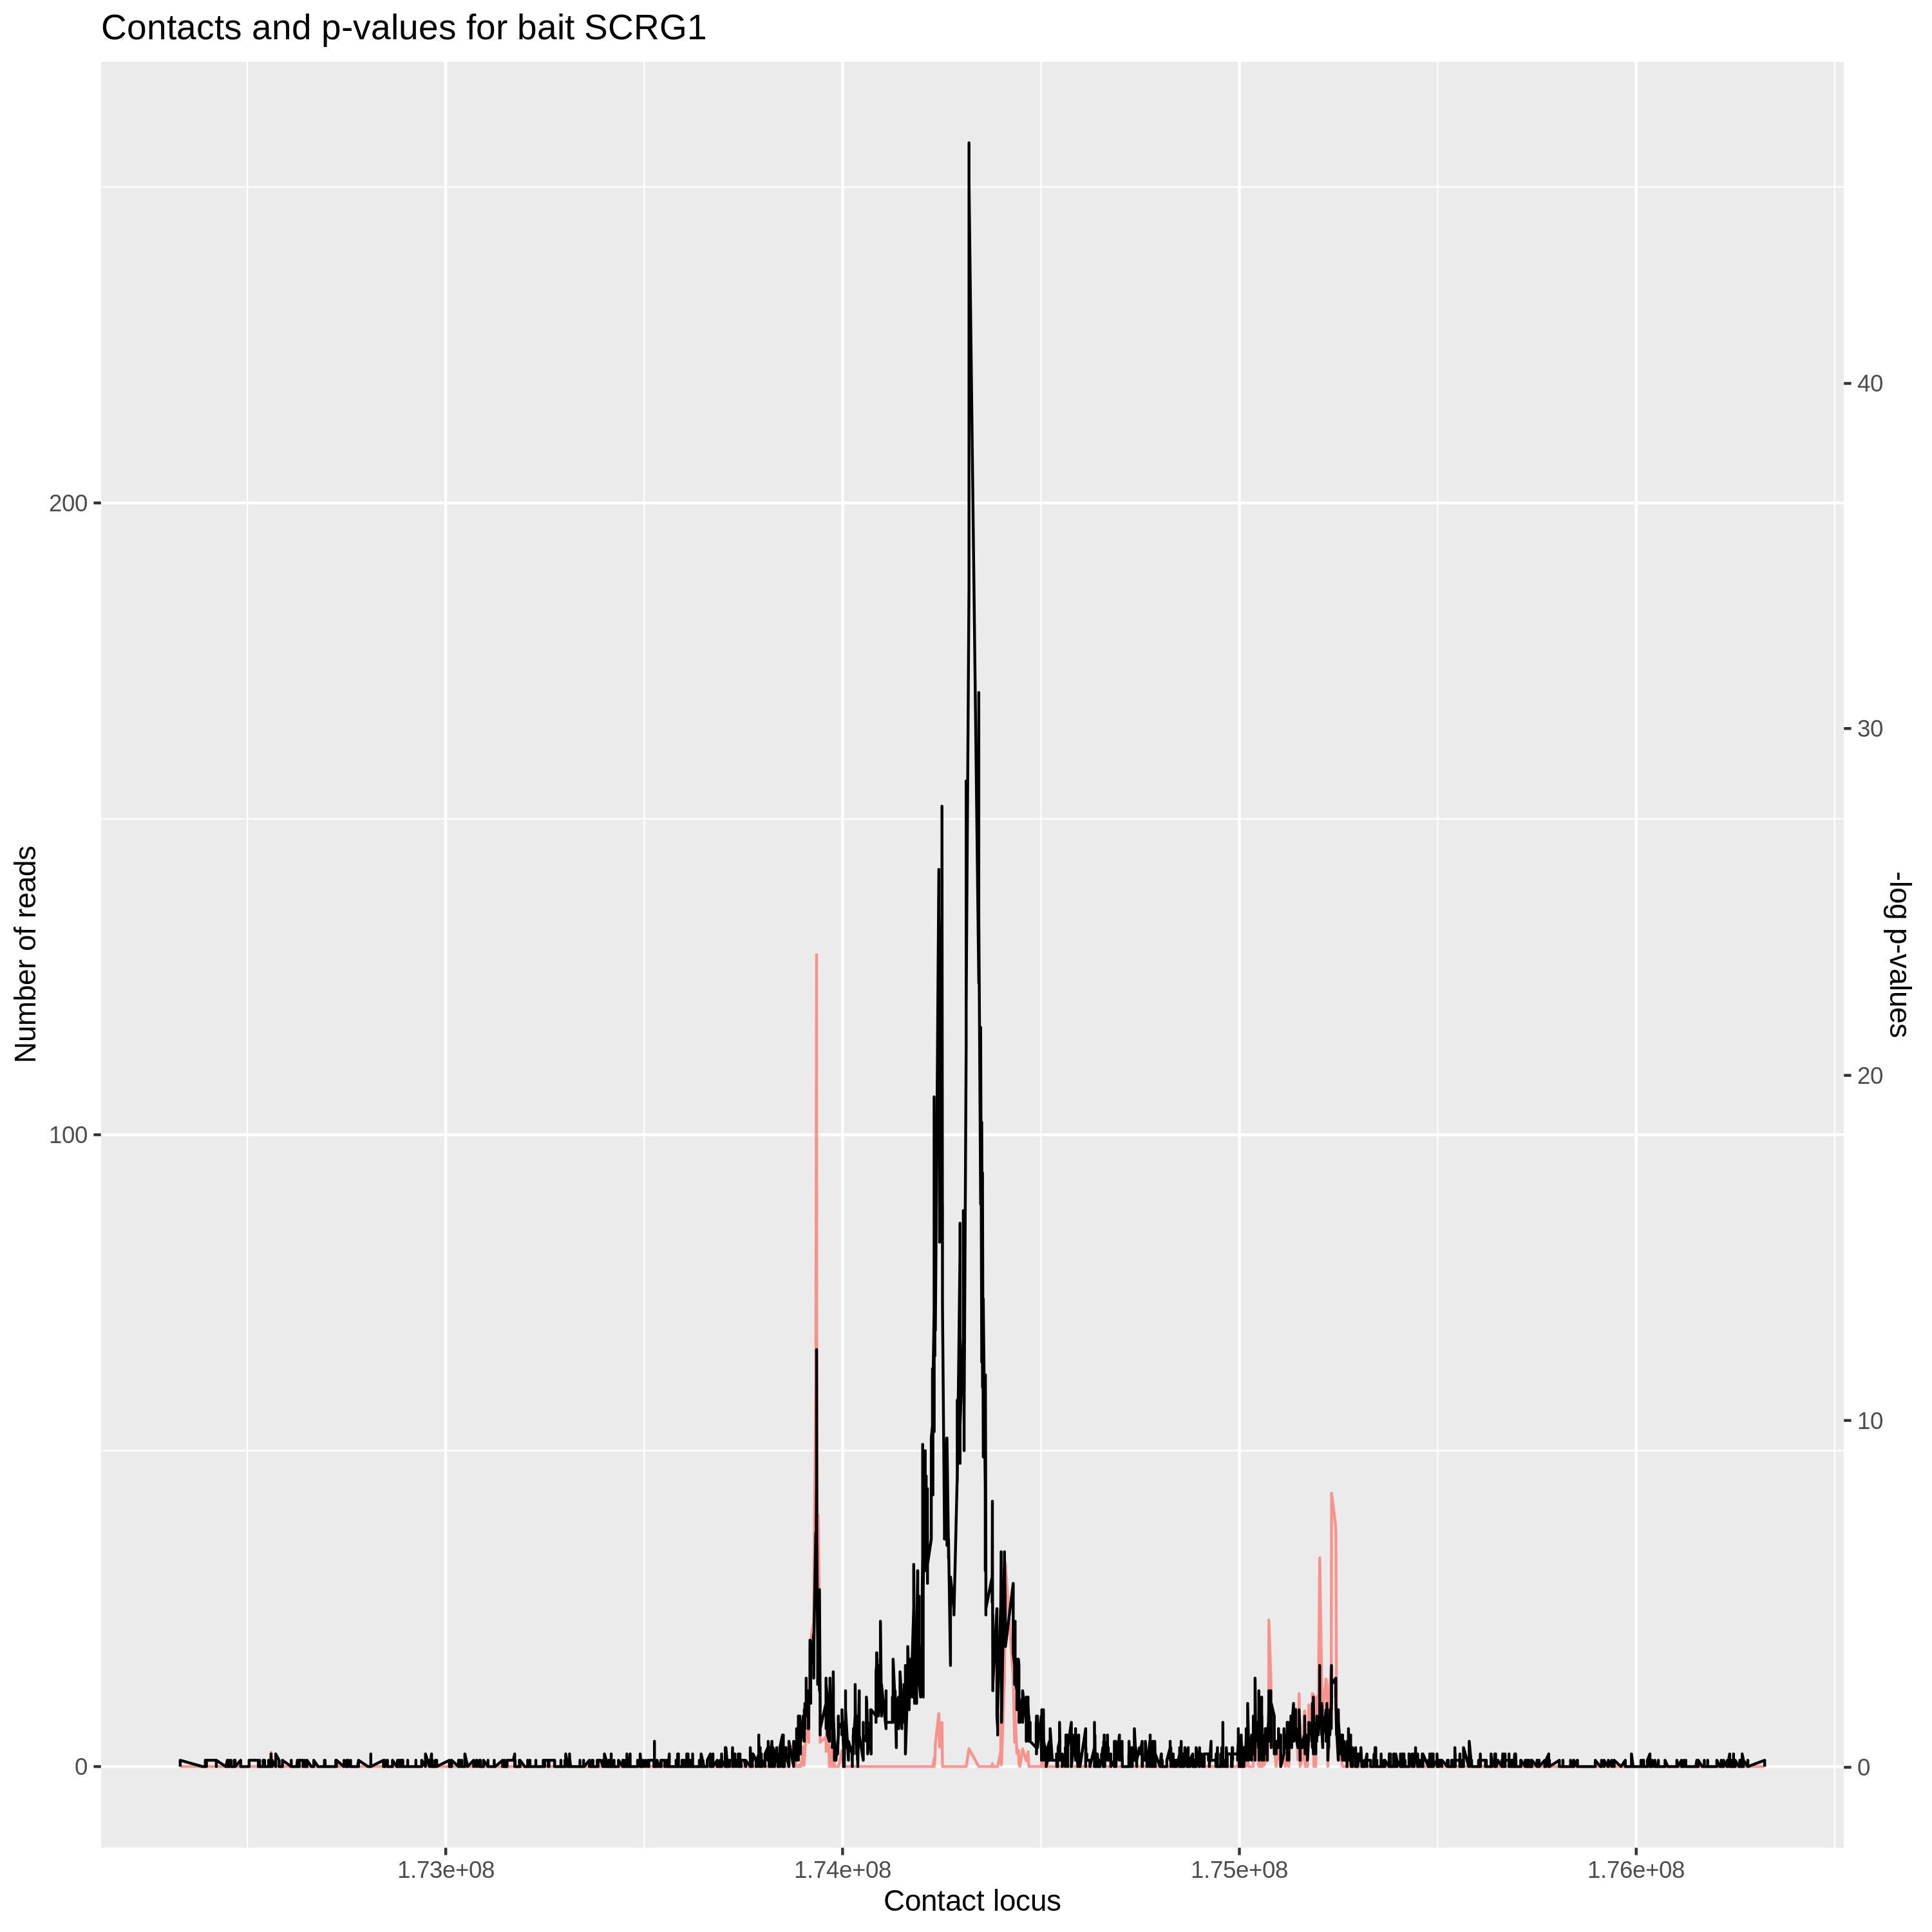 Contacts and p-values for bait SCRG1
Number of reads
200
100
0
40
30
20
10
0
-log p-values
1.73e+08
1.74e+08
1.75e+08
1.76e+08
Contact locus